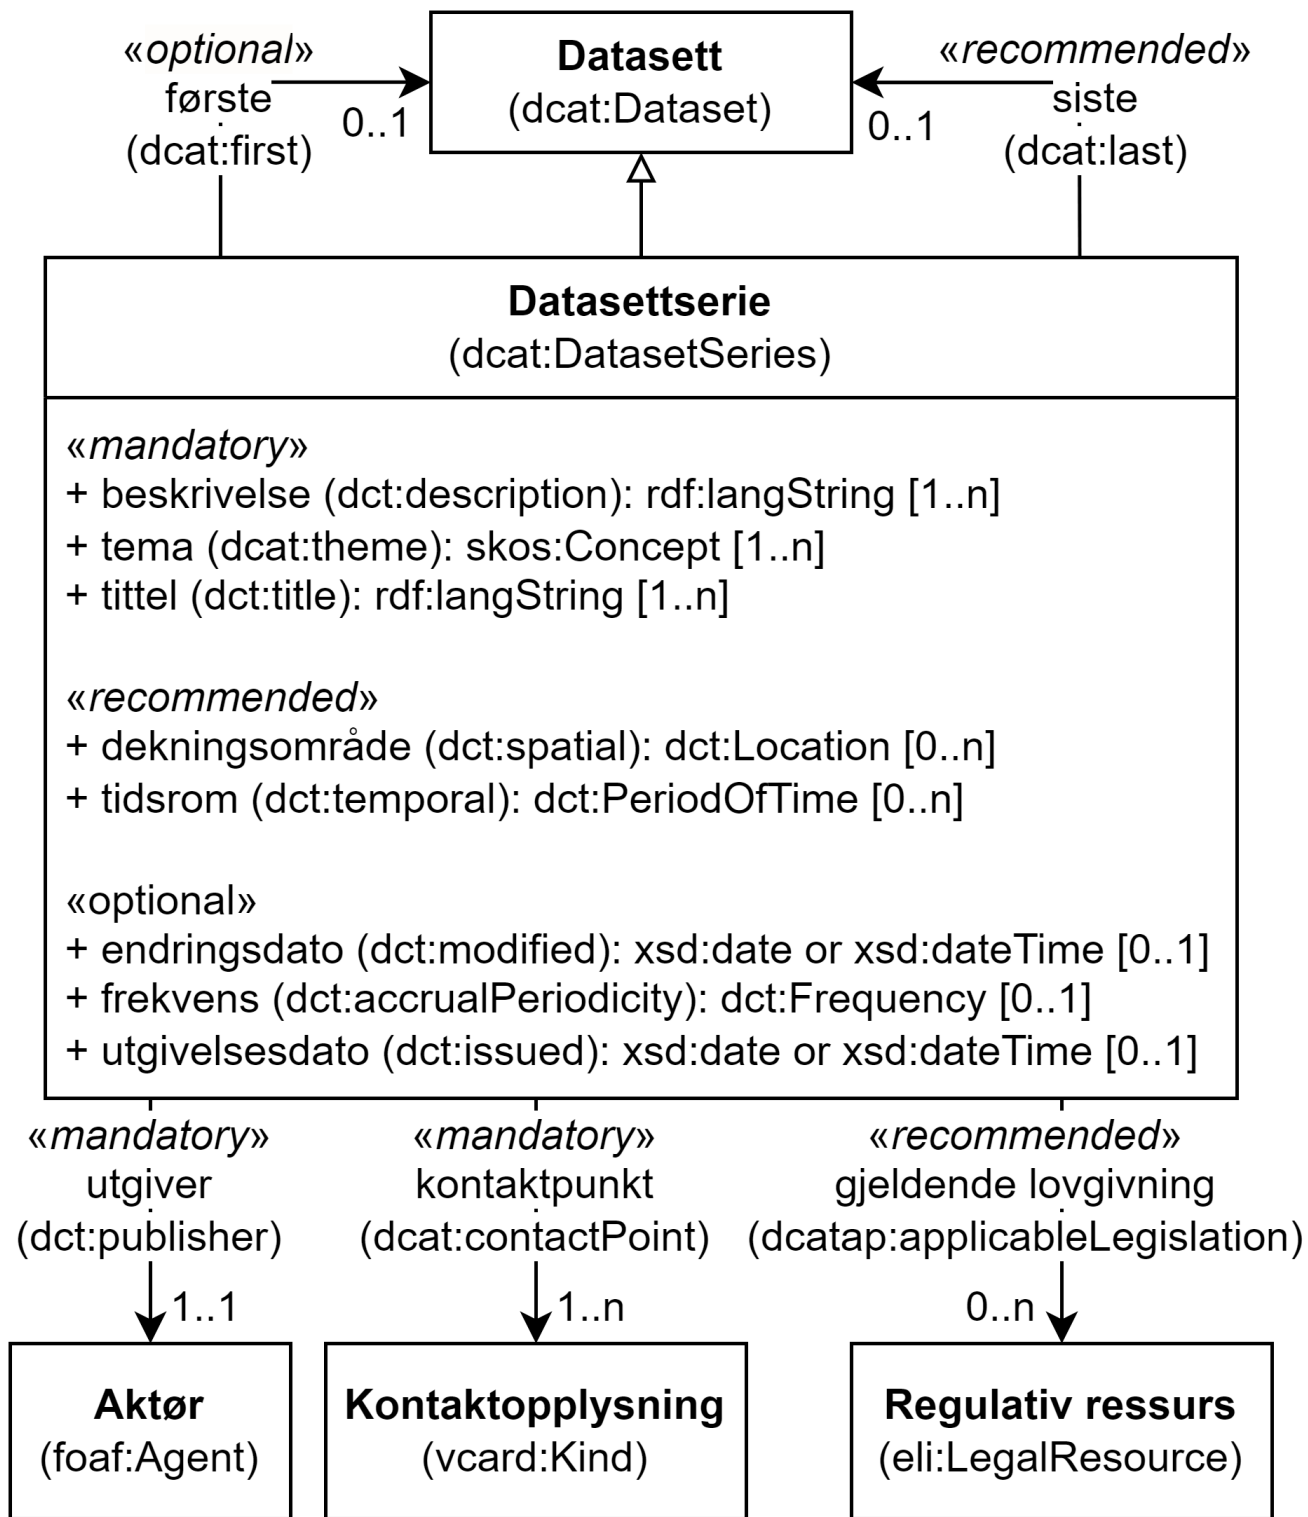 «optional»
første
(dcat:first)
0..1
Datasett
(dcat:Dataset)
«recommended»
siste
(dcat:last)
0..1
Datasettserie
(dcat:DatasetSeries)
«mandatory»
+ beskrivelse (dct:description): rdf:langString [1..n]
+ tema (dcat:theme): skos:Concept [1..n]
+ tittel (dct:title): rdf:langString [1..n]
«recommended»
+ dekningsområde (dct:spatial): dct:Location [0..n]
+ tidsrom (dct:temporal): dct:PeriodOfTime [0..n]
«optional»
+ endringsdato (dct:modified): xsd:date or xsd:dateTime [0..1]
+ frekvens (dct:accrualPeriodicity): dct:Frequency [0..1]
+ utgivelsesdato (dct:issued): xsd:date or xsd:dateTime [0..1]
«mandatory»
utgiver
(dct:publisher)
1..1
«mandatory»
kontaktpunkt
(dcat:contactPoint)
1..n
«recommended»
gjeldende lovgivning
(dcatap:applicableLegislation)
0..n
Aktør
(foaf:Agent)
Kontaktopplysning
(vcard:Kind)
Regulativ ressurs
(eli:LegalResource)